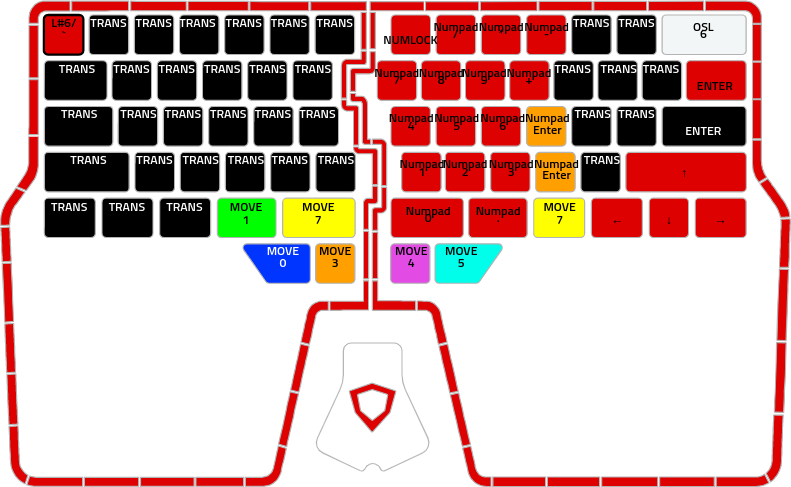 L#6/
~
TRANS
TRANS
TRANS
TRANS
TRANS
TRANS
NUMLOCK
Numpad
/
Numpad
Numpad
-
TRANS
TRANS
OSL
6
TRANS
TRANS
TRANS
TRANS
TRANS
TRANS
Numpad
7
Numpad
8
Numpad
9
Numpad
+
TRANS
TRANS
TRANS
ENTER
TRANS
TRANS
TRANS
TRANS
TRANS
TRANS
Numpad
4
Numpad
5
Numpad
6
Numpad
Enter
TRANS
TRANS
ENTER
TRANS
TRANS
TRANS
TRANS
TRANS
TRANS
Numpad
1
Numpad
2
Numpad
3
Numpad
Enter
TRANS
↑
TRANS
TRANS
TRANS
MOVE
1
MOVE
7
Numpad
0
Numpad
.
MOVE
7
←
↓
→
MOVE
0
MOVE
3
MOVE
4
MOVE
5